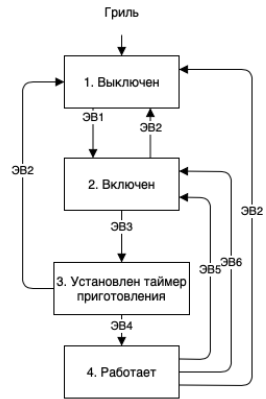 Гриль
1. Выключен
ЭВ1
ЭВ2
ЭВ2
2. Включен
ЭВ2
ЭВ3
ЭВ5
ЭВ6
3. Установлен таймер
приготовления
ЭВ4
4. Работает